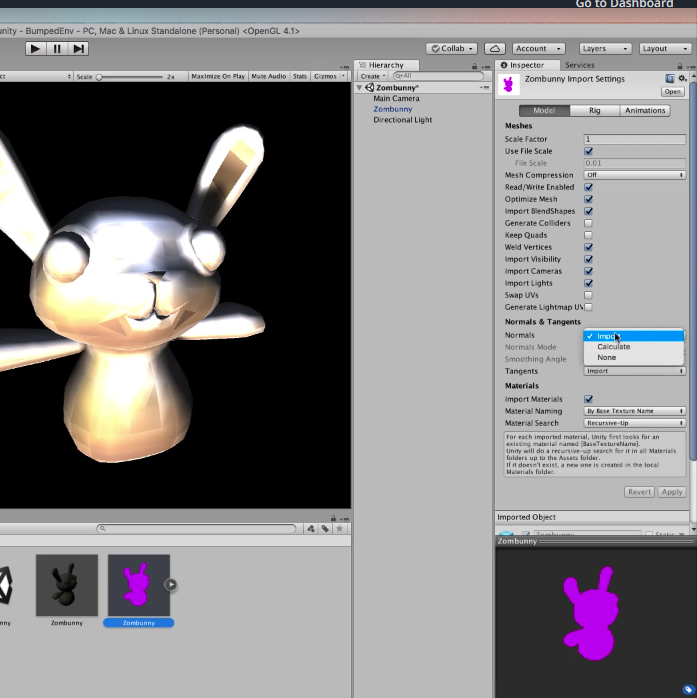 Go to Dashboard
unity - BumpedEnv - PC, Mac & Linux Standalone (Personal) <OpenGL 4.1>
Collab
Account
Layers
Layout
ct
Scale
2x
Maximize On Play
Mute Audio
Stats
Gizmos
Hierarchy
Create
All
Zombunny*
Main Camera
Zombunny
Directional Light
Inspector
Services
Zombunny Import Settings
Open
Model
Rig
Animations
Meshes
Scale Factor
1
Use File Scale
File Scale
0.01
Mesh Compression
Off
Read/Write Enabled
Optimize Mesh
Import BlendShapes
Generate Colliders
Keep Quads
Weld Vertices
Import Visibility
Import Cameras
Import Lights
Swap UVs
Generate Lightmap UV
Normals & Tangents
Normals
✓ Import
Calculate
None
Normals Mode
Smoothing Angle
Tangents
Import
Materials
Import Materials
Material Naming
By Base Texture Name
Material Search
Recursive-Up
For each imported material, Unity first looks for an
existing material named [BaseTextureName].
Unity will do a recursive-up search for it in all Materials
folders up to the Assets folder.
If it doesn't exist, a new one is created in the local
Materials folder.
Revert
Apply
Imported Object
Zombunny
Static
Zombunny
nny
Zombunny
Zombunny